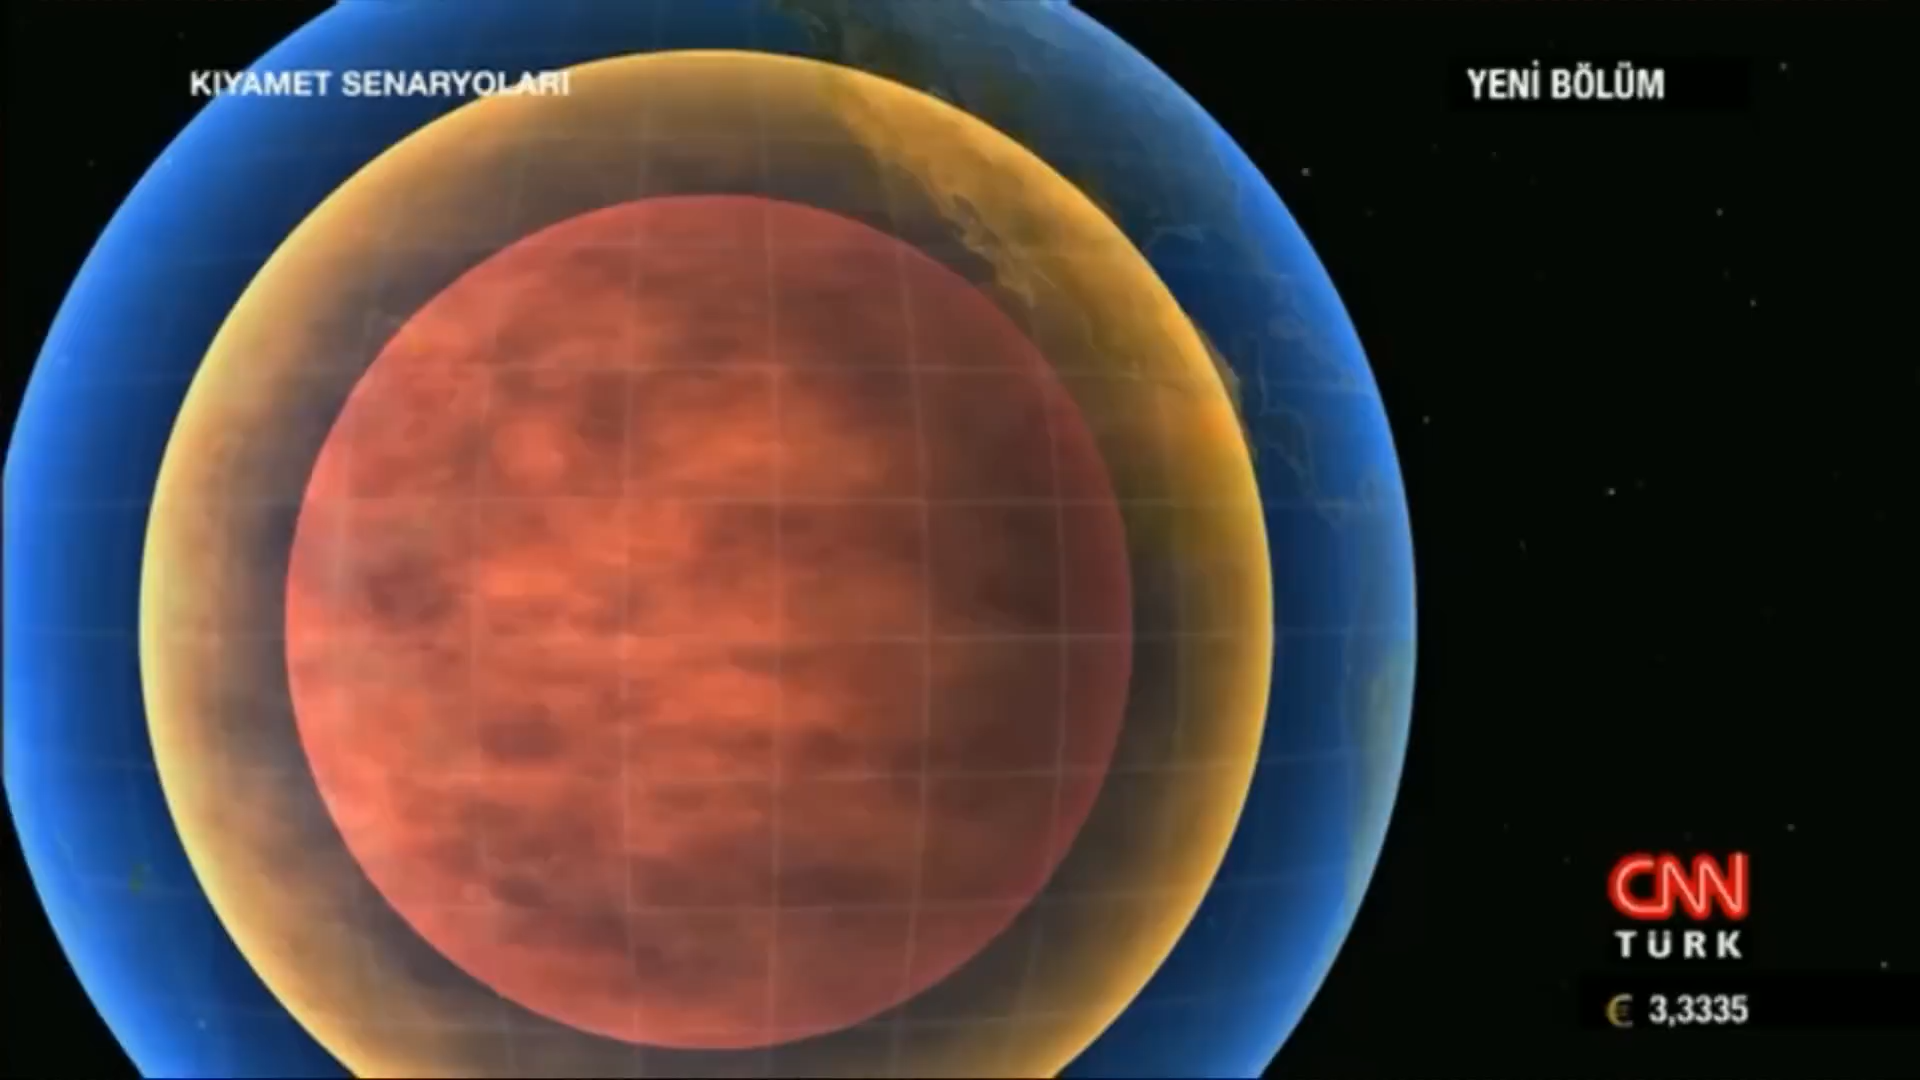 KIYAMET SENARYOLARI
YENİ BÖLÜM
CNN
TÜRK
€ 3,3335